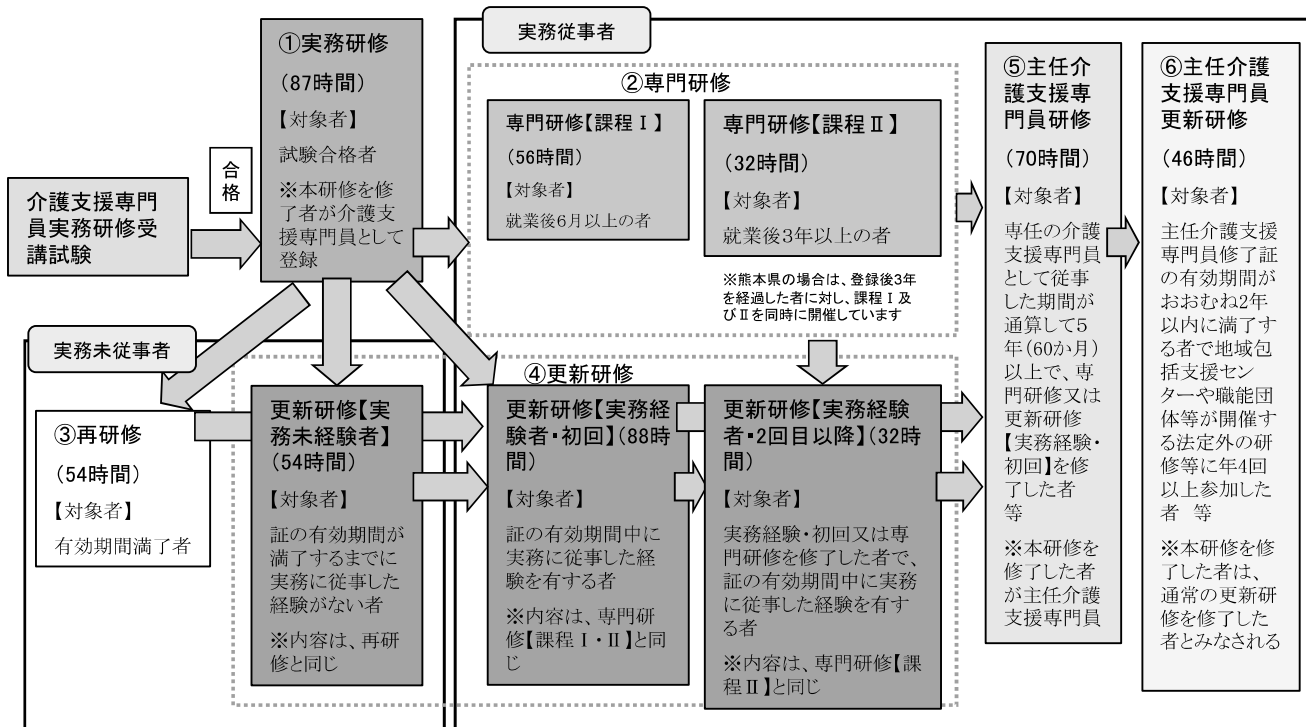 介護支援専門
員実務研修受
講試験
合
格
①実務研修
(87時間)
【対象者】
試験合格者
※本研修を修
了者が介護支
援専門員として
登録
実務従事者
②専門研修
専門研修【課程Ⅰ】
(56時間)
【対象者】
就業後6月以上の者
専門研修【課程Ⅱ】
(32時間)
【対象者】
就業後3年以上の者
※熊本県の場合は、登録後3年
を経過した者に対し、課程Ⅰ及
びⅡを同時に開催しています
実務未従事者
③再研修
(54時間)
【対象者】
有効期間満了者
④更新研修
更新研修【実
務未経験者】
(54時間)
【対象者】
証の有効期間が
満了するまでに
実務に従事した
経験がない者
※内容は、再研
修と同じ
更新研修【実務経
験者・初回】(88時
間)
【対象者】
証の有効期間中に
実務に従事した経
験を有する者
※内容は、専門研
修【課程Ⅰ・Ⅱ】と同
じ
更新研修【実務経験
者・2回目以降】(32時
間)
【対象者】
実務経験・初回又は専
門研修を修了した者で、
証の有効期間中に実務
に従事した経験を有す
る者
※内容は、専門研修【課
程Ⅱ】と同じ
⑤主任介
護支援専
門員研修
(70時間)
【対象者】
専任の介護
支援専門員
として従事
した期間が
通算して5
年(60か月)
以上で、専
門研修又は
更新研修
【実務経験・
初回】を修
了した者
等
※本研修を
修了した者
が主任介護
支援専門員
⑥主任介護
支援専門員
更新研修
(46時間)
【対象者】
主任介護支援
専門員修了証
の有効期間が
おおむね2年
以内に満了す
る者で地域包
括支援セン
ターや職能団
体等が開催す
る法定外の研
修等に年4回
以上参加した
者 等
※本研修を修
了した者は、
通常の更新研
修を修了した
者とみなされる